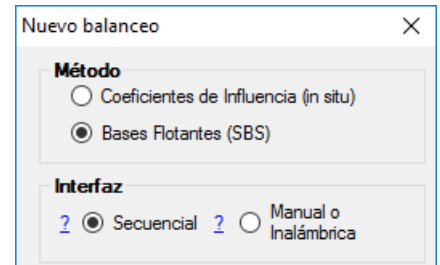 Nuevo balanceo
Método
Coeficientes de Influencia (in situ)
Bases Flotantes (SBS)
Interfaz
? Secuencial ? Manual o
Inalámbrica